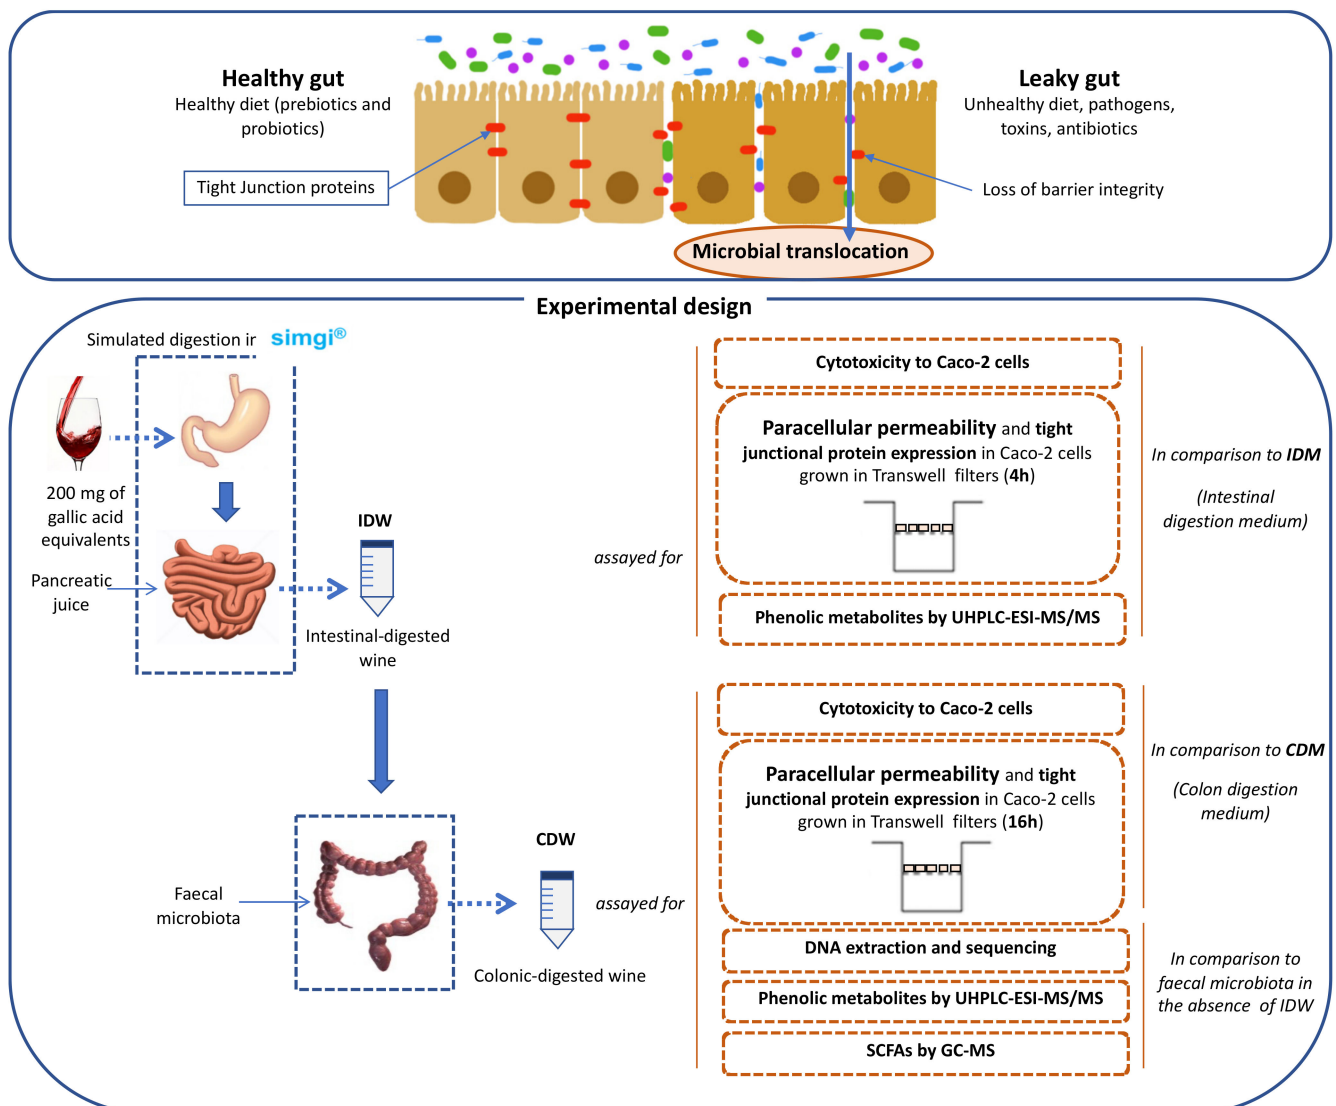 Healthy gut
Healthy diet (prebiotics and
probiotics)
Tight Junction proteins
Leaky gut
Unhealthy diet, pathogens,
toxins, antibiotics
Loss of barrier integrity
Microbial translocation
Experimental design
Simulated digestion ir simgi®
200 mg of
gallic acid
equivalents
Pancreatic
juice
IDW
Intestinal-digested
wine
assayed for
Cytotoxicity to Caco-2 cells
Paracellular permeability and tight
junctional protein expression in Caco-2 cells
grown in Transwell filters (4h)
Phenolic metabolites by UHPLC-ESI-MS/MS
In comparison to IDM
(Intestinal
digestion medium)
Faecal
microbiota
CDW
Colonic-digested wine
assayed for
Cytotoxicity to Caco-2 cells
Paracellular permeability and tight
junctional protein expression in Caco-2 cells
grown in Transwell filters (16h)
DNA extraction and sequencing
Phenolic metabolites by UHPLC-ESI-MS/MS
SCFAs by GC-MS
In comparison to CDM
(Colon digestion
medium)
In comparison to
faecal microbiota in
the absence of IDW